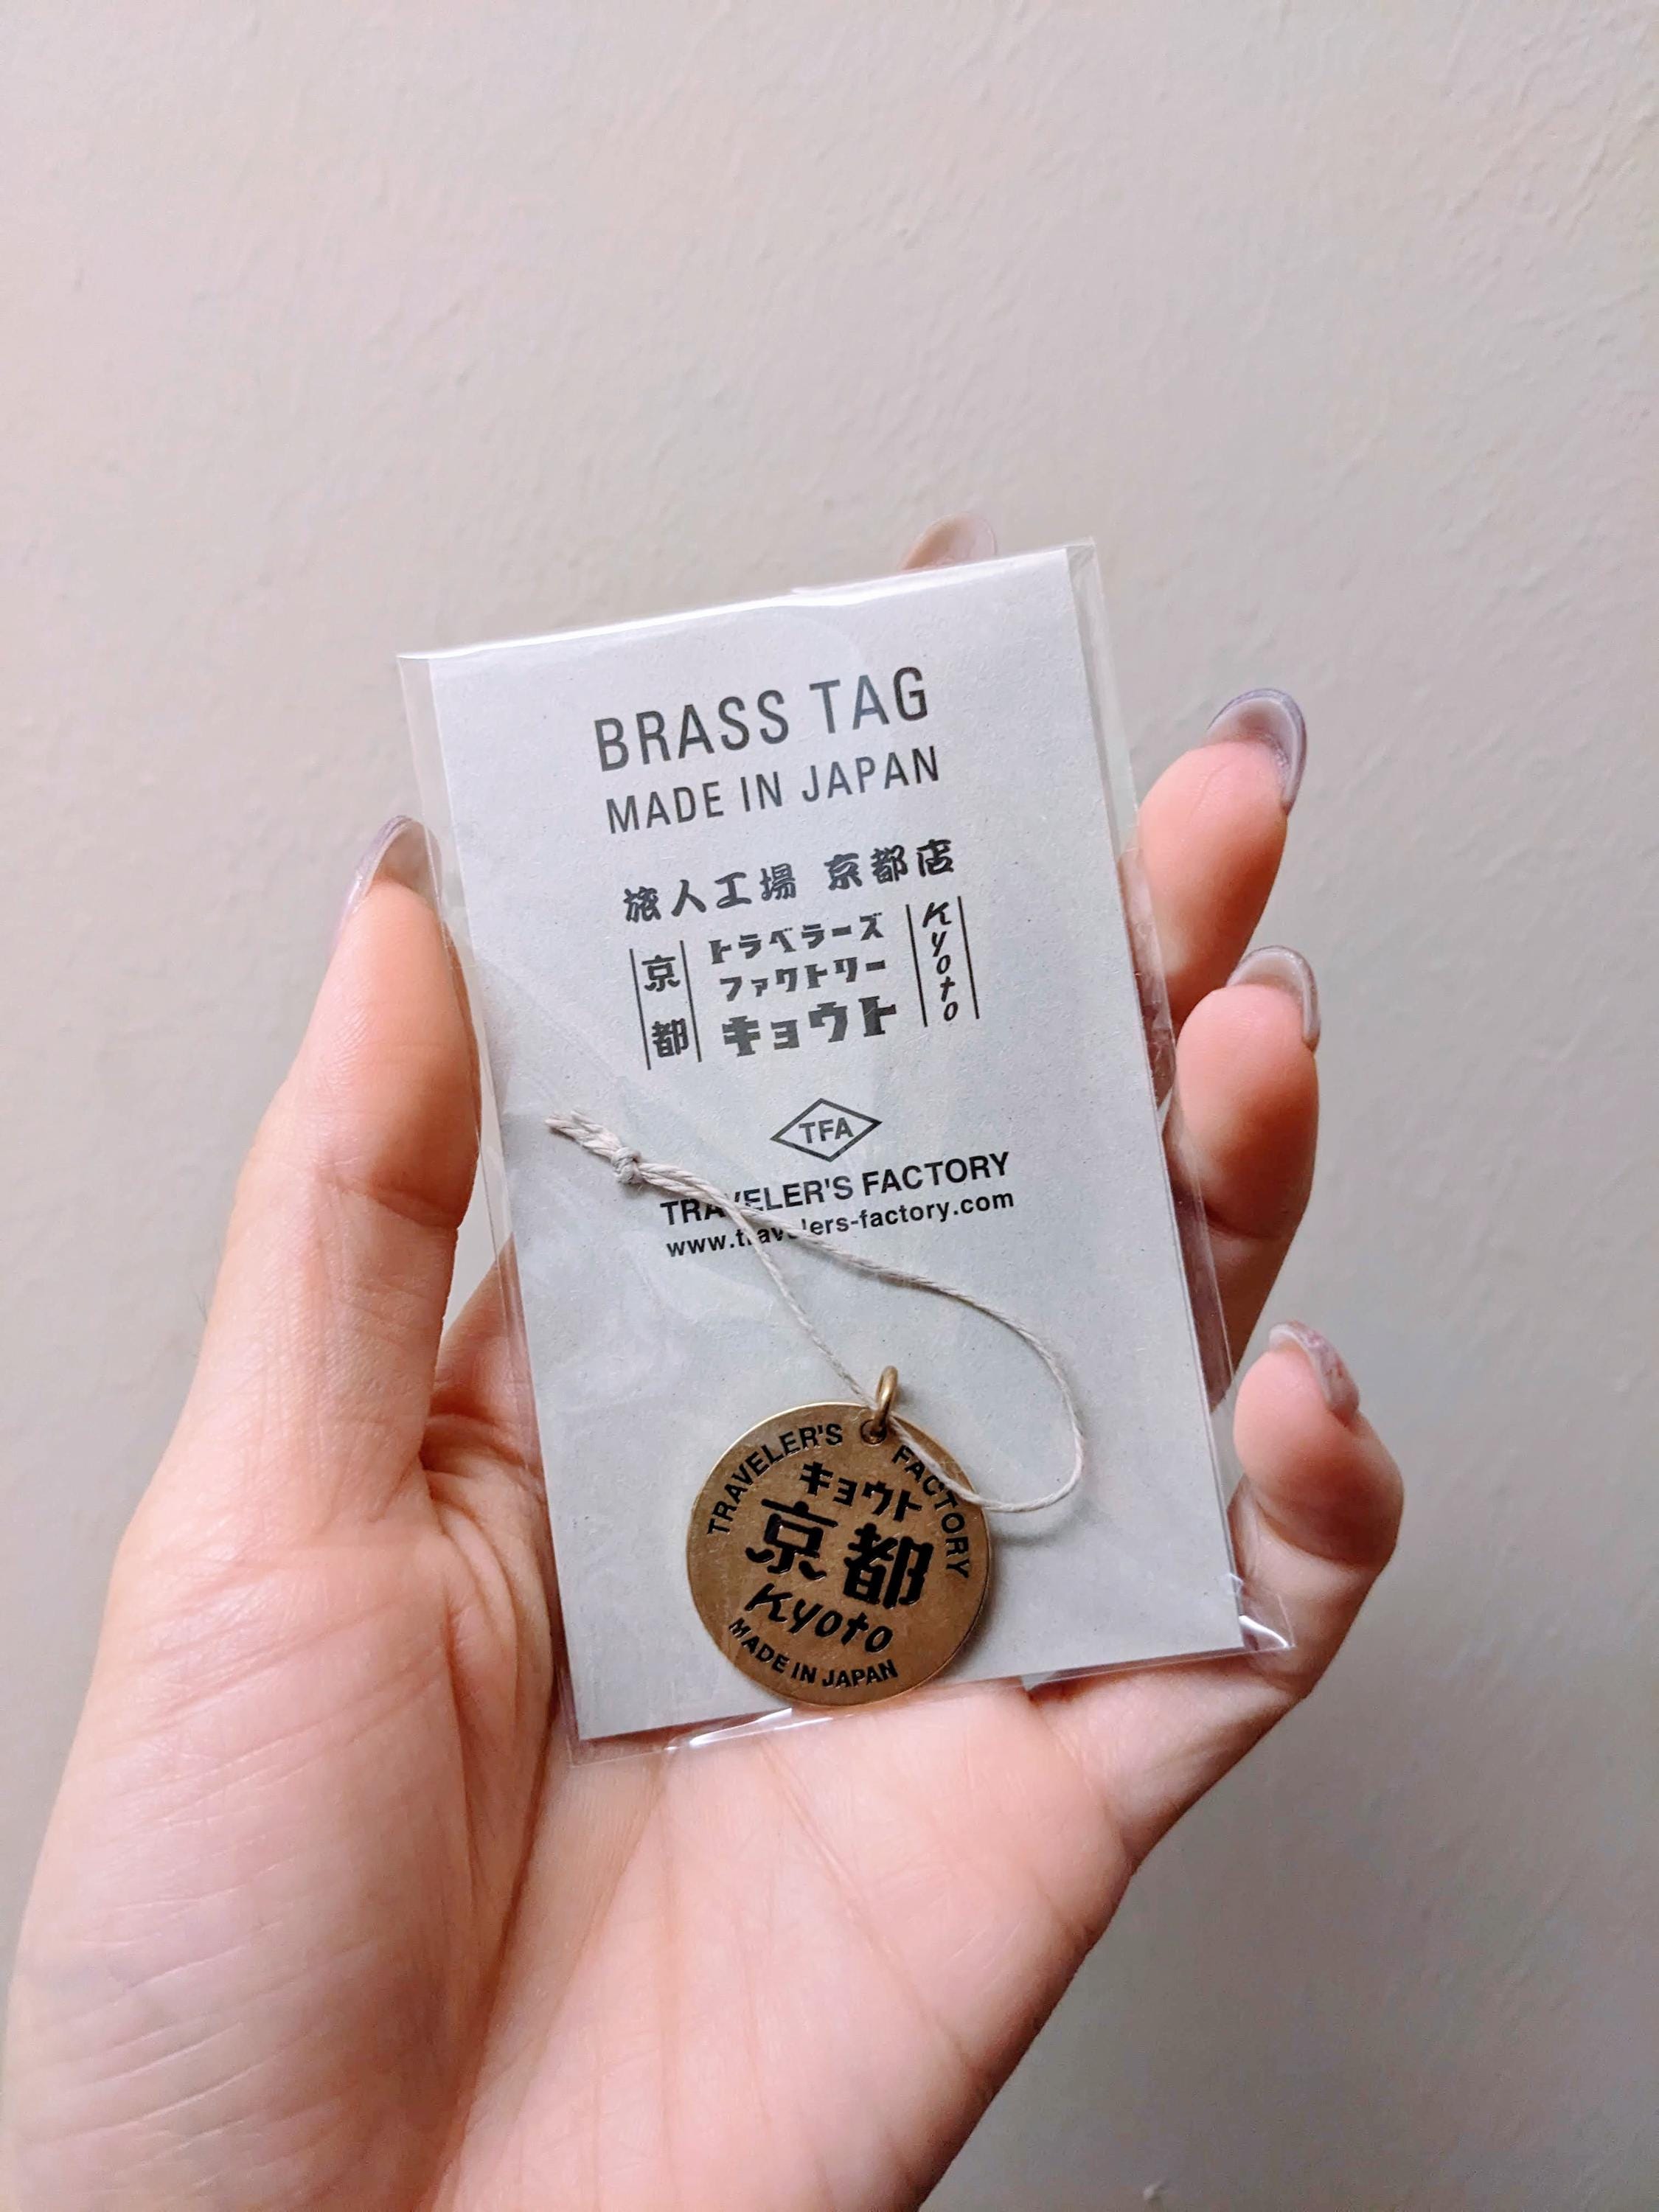 BRASS TAG
MADE IN JAPAN
旅人工場 京都店
京都
トラベラーズ
ファクトリー
キョウト
Kyoto
TFA
TRAVELER'S FACTORY
www.travelers-factory.com
TRAVELER'S FACTORY
キョウト
京都
Kyoto
MADE IN JAPAN